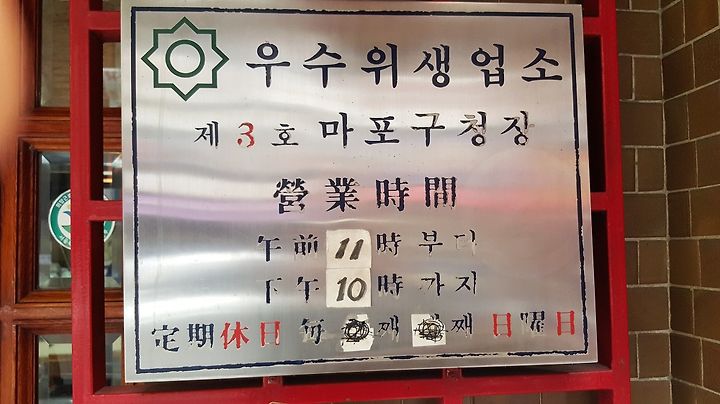 우수위생업소
제 3 호 마포구청장
營業時間
午前 11 時 부터
下午 10 時 까지
定期休日 每 째 째 日曜日